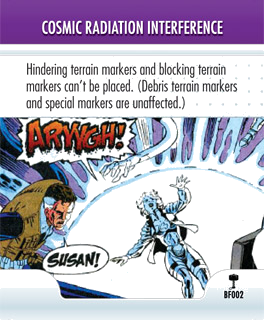 COSMIC RADIATION INTERFERENCE
Hindering terrain markers and blocking terrain
markers can't be placed. (Debris terrain markers
and special markers are unaffected.)
ARYNGH!
SUSAN!
BF002